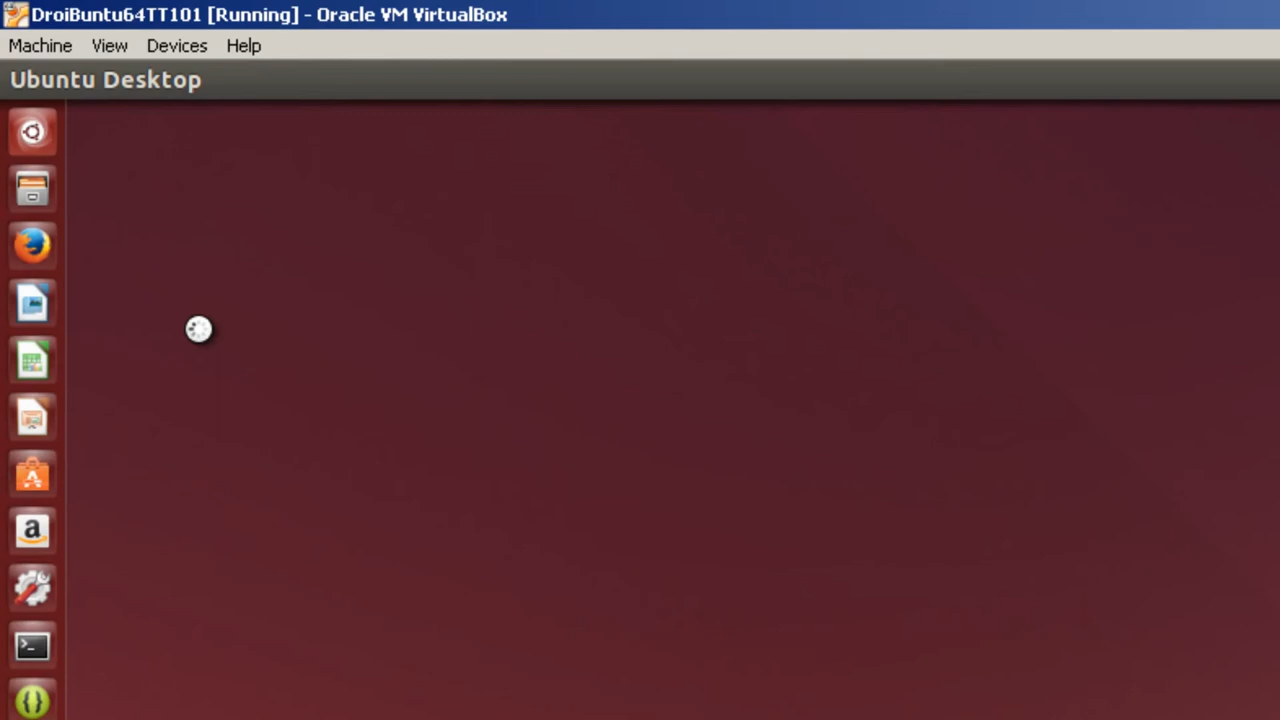 DroiBuntu64TT101 [Running] - Oracle VM VirtualBox
Machine View Devices Help
Ubuntu Desktop
a
>_
{}